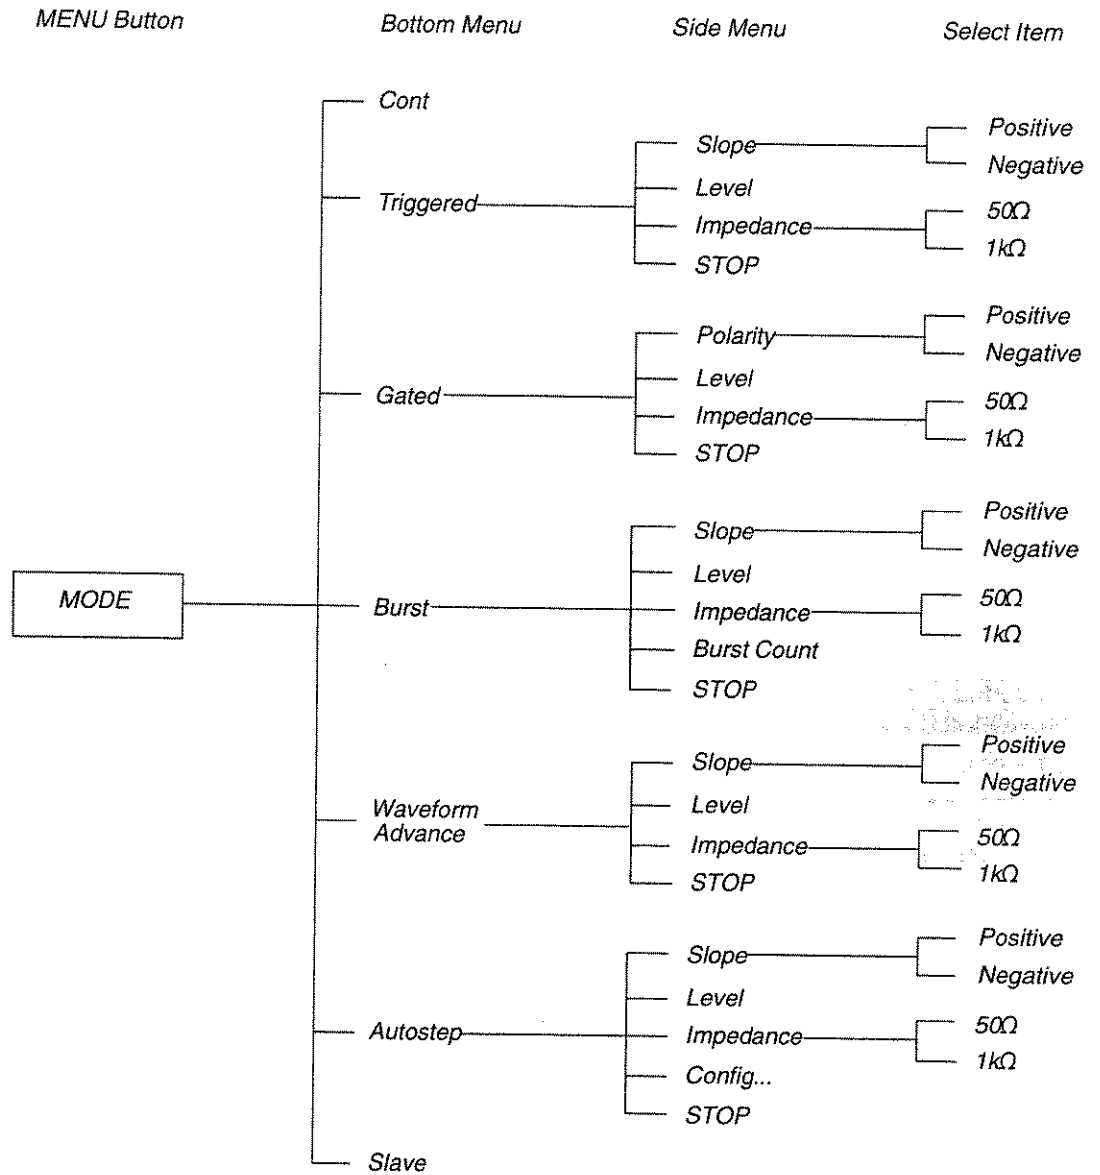 MENU Button Bottom Menu Side Menu Select Item
Cont
Triggered
Slope
Positive
Negative
Level
Impedance
50Ω
1kΩ
STOP
Gated
Polarity
Positive
Negative
Level
Impedance
50Ω
1kΩ
STOP
MODE
Burst
Slope
Positive
Negative
Level
Impedance
50Ω
1kΩ
Burst Count
STOP
Waveform
Advance
Slope
Positive
Negative
Level
Impedance
50Ω
1kΩ
STOP
Autostep
Slope
Positive
Negative
Level
Impedance
50Ω
1kΩ
Config...
STOP
Slave